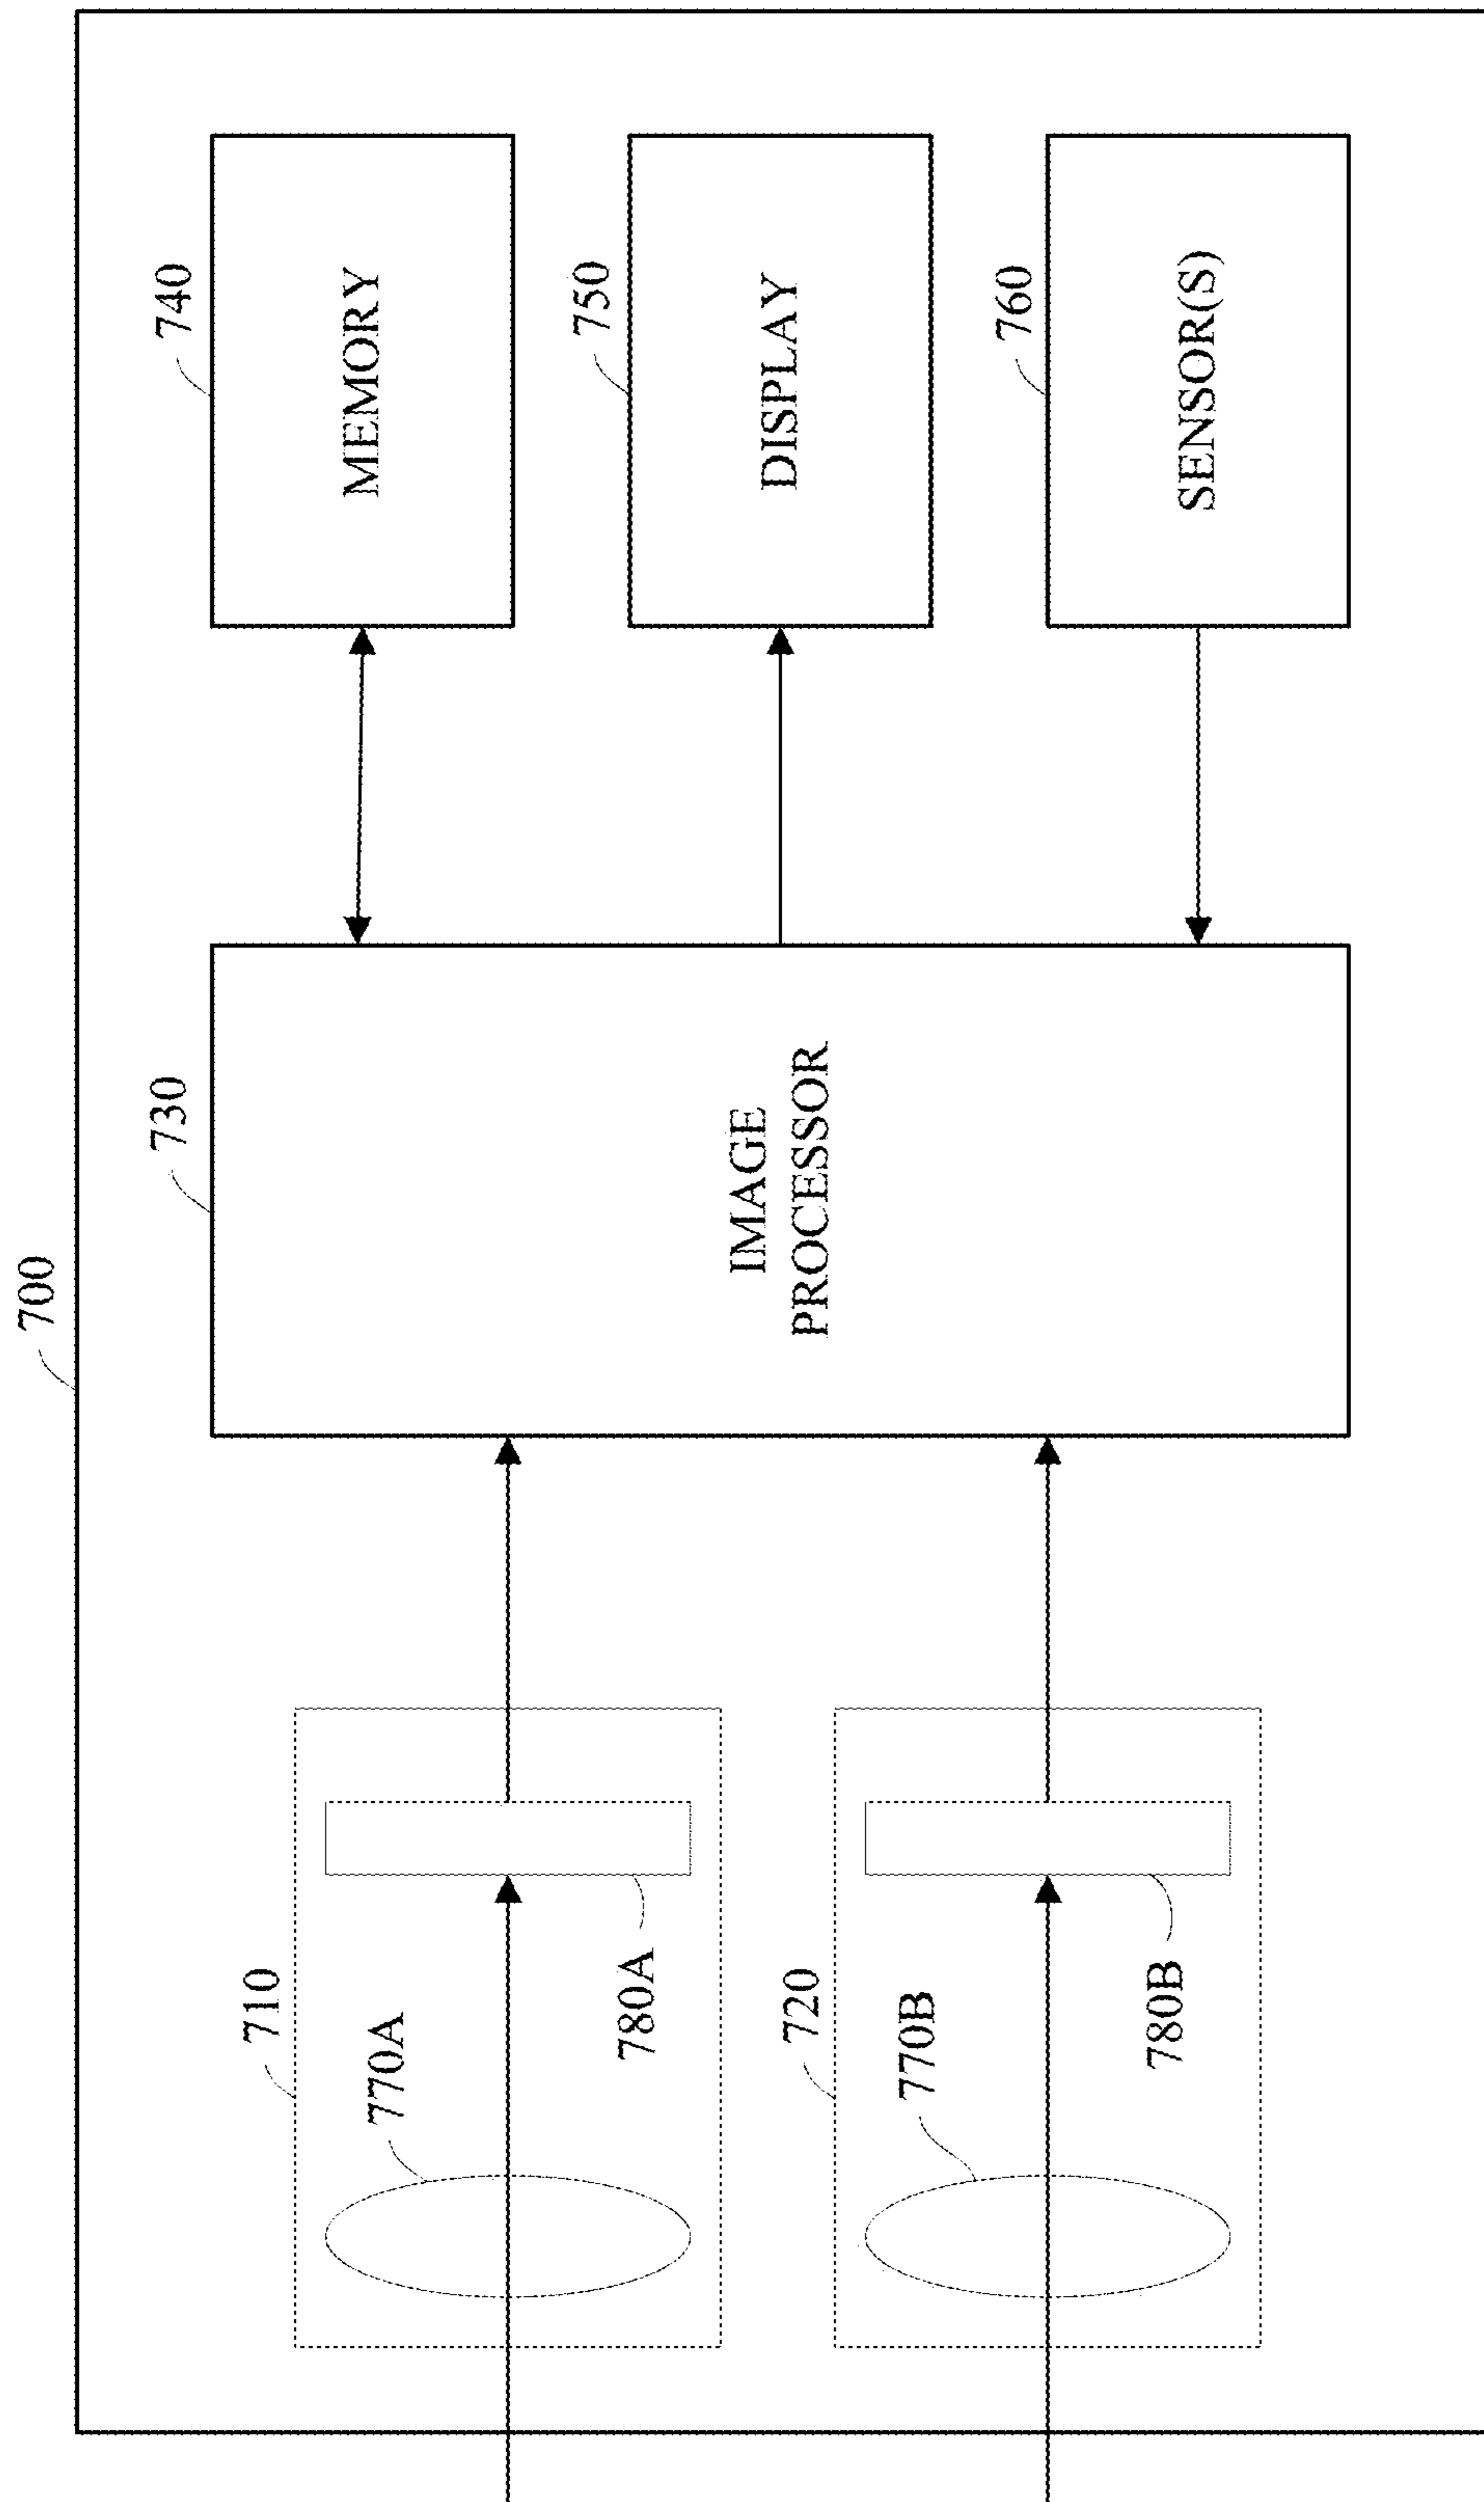 700
710
770A
780A
720
770B
780B
730
IMAGE
PROCESSOR
740
MEMORY
750
DISPLAY
760
SENSOR(S)